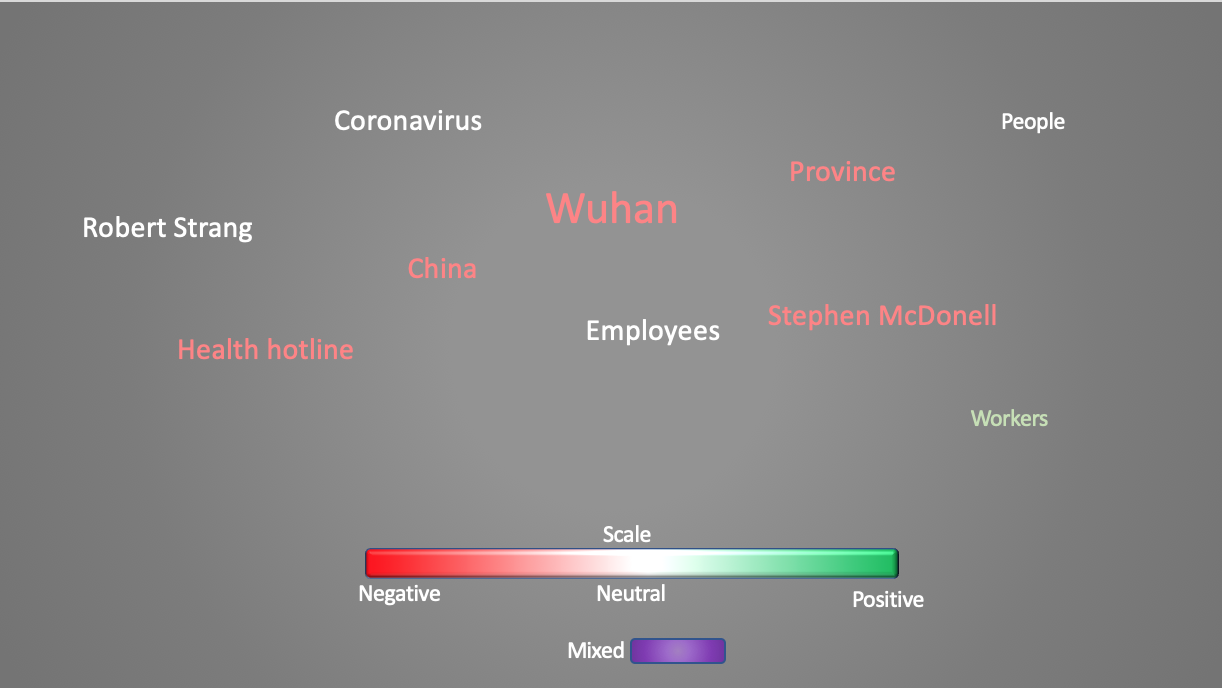 Coronavirus
People
Province
Wuhan
Robert Strang
China
Stephen McDonell
Employees
Health hotline
Workers
Scale
Negative
Neutral
Positive
Mixed